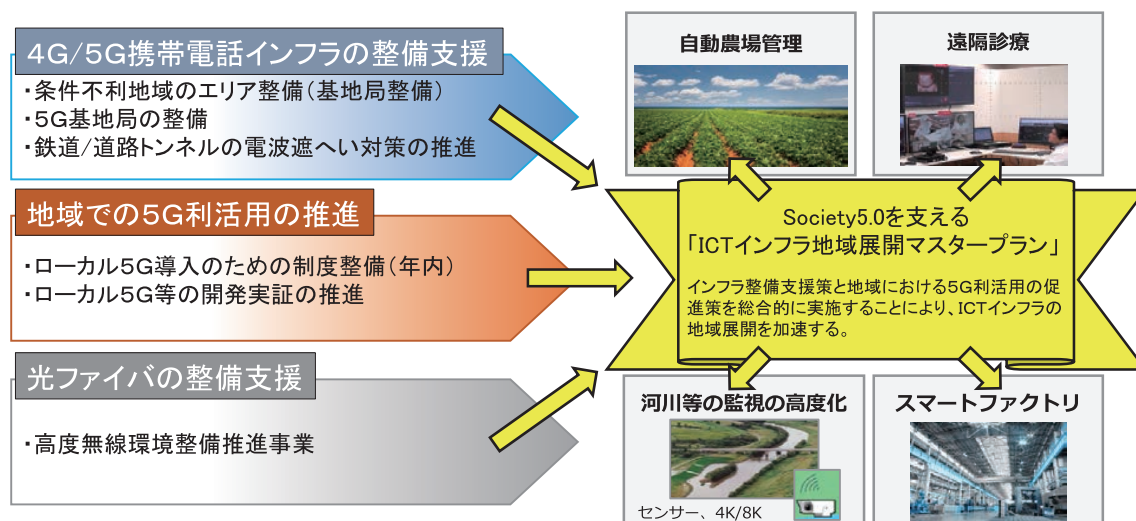 4G/5G携帯電話インフラの整備支援
・条件不利地域のエリア整備(基地局整備)
・5G基地局の整備
・鉄道/道路トンネルの電波遮へい対策の推進
地域での5G利活用の推進
・ローカル5G導入のための制度整備(年内)
・ローカル5G等の開発実証の推進
光ファイバの整備支援
・高度無線環境整備推進事業
自動農場管理
遠隔診療
Society5.0を支える
「ICTインフラ地域展開マスタープラン」
インフラ整備支援策と地域における5G利活用の促
進策を総合的に実施することにより、ICTインフラの
地域展開を加速する。
河川等の監視の高度化
センサー、4K/8K
スマートファクトリ